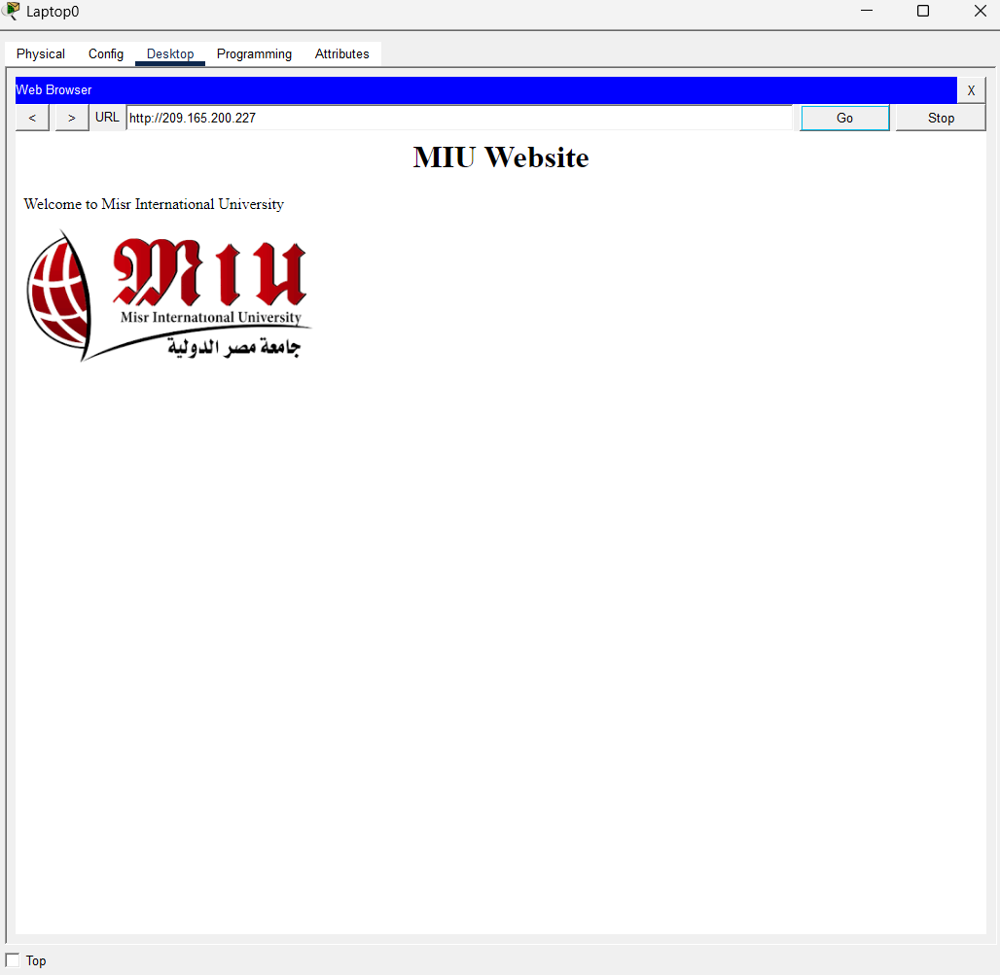 Laptop0
Physical Config Desktop Programming Attributes
Web Browser X
< > URL http://209.165.200.227 Go Stop
MIU Website
Welcome to Misr International University
MIU
Misr International University
جامعة مصر الدولية
Top